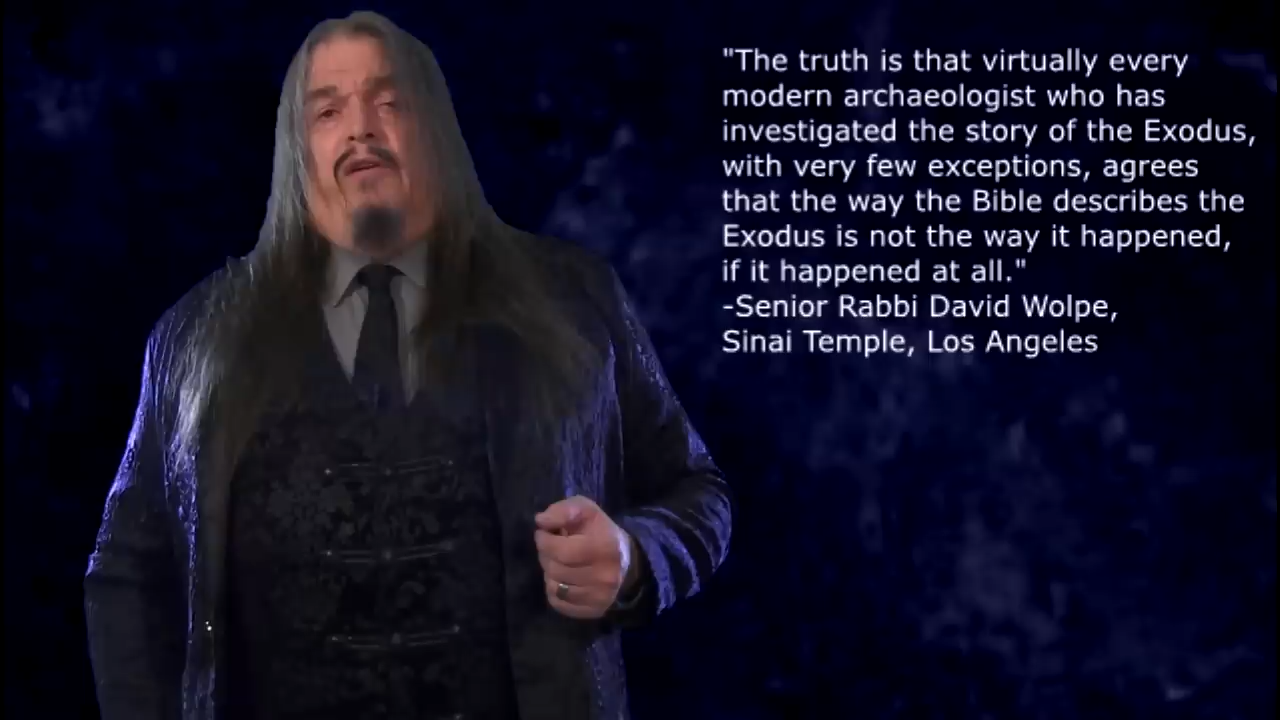 "The truth is that virtually every
modern archaeologist who has
investigated the story of the Exodus,
with very few exceptions, agrees
that the way the Bible describes the
Exodus is not the way it happened,
if it happened at all."
-Senior Rabbi David Wolpe,
Sinai Temple, Los Angeles